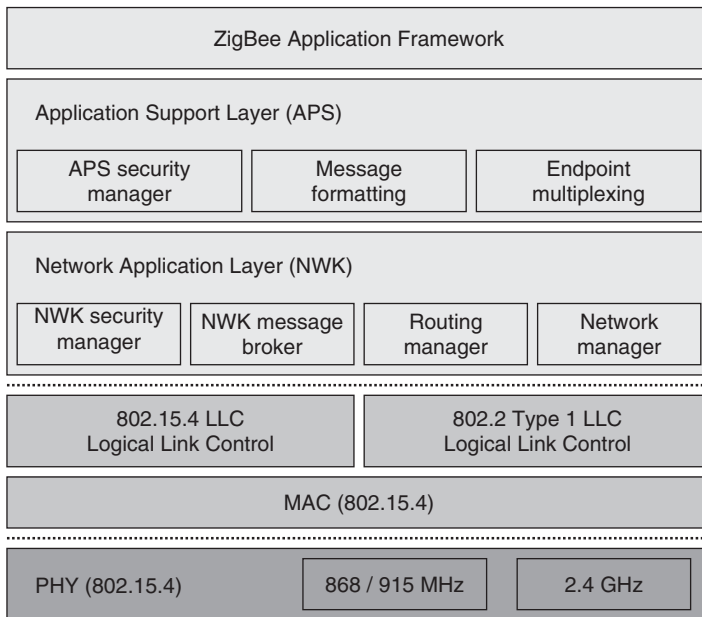 ZigBee Application Framework
Application Support Layer (APS)
APS security
manager
Message
formatting
Endpoint
multiplexing
Network Application Layer (NWK)
NWK security
manager
NWK message
broker
Routing
manager
Network
manager
802.15.4 LLC
Logical Link Control
802.2 Type 1 LLC
Logical Link Control
MAC (802.15.4)
PHY (802.15.4)
868 / 915 MHz
2.4 GHz